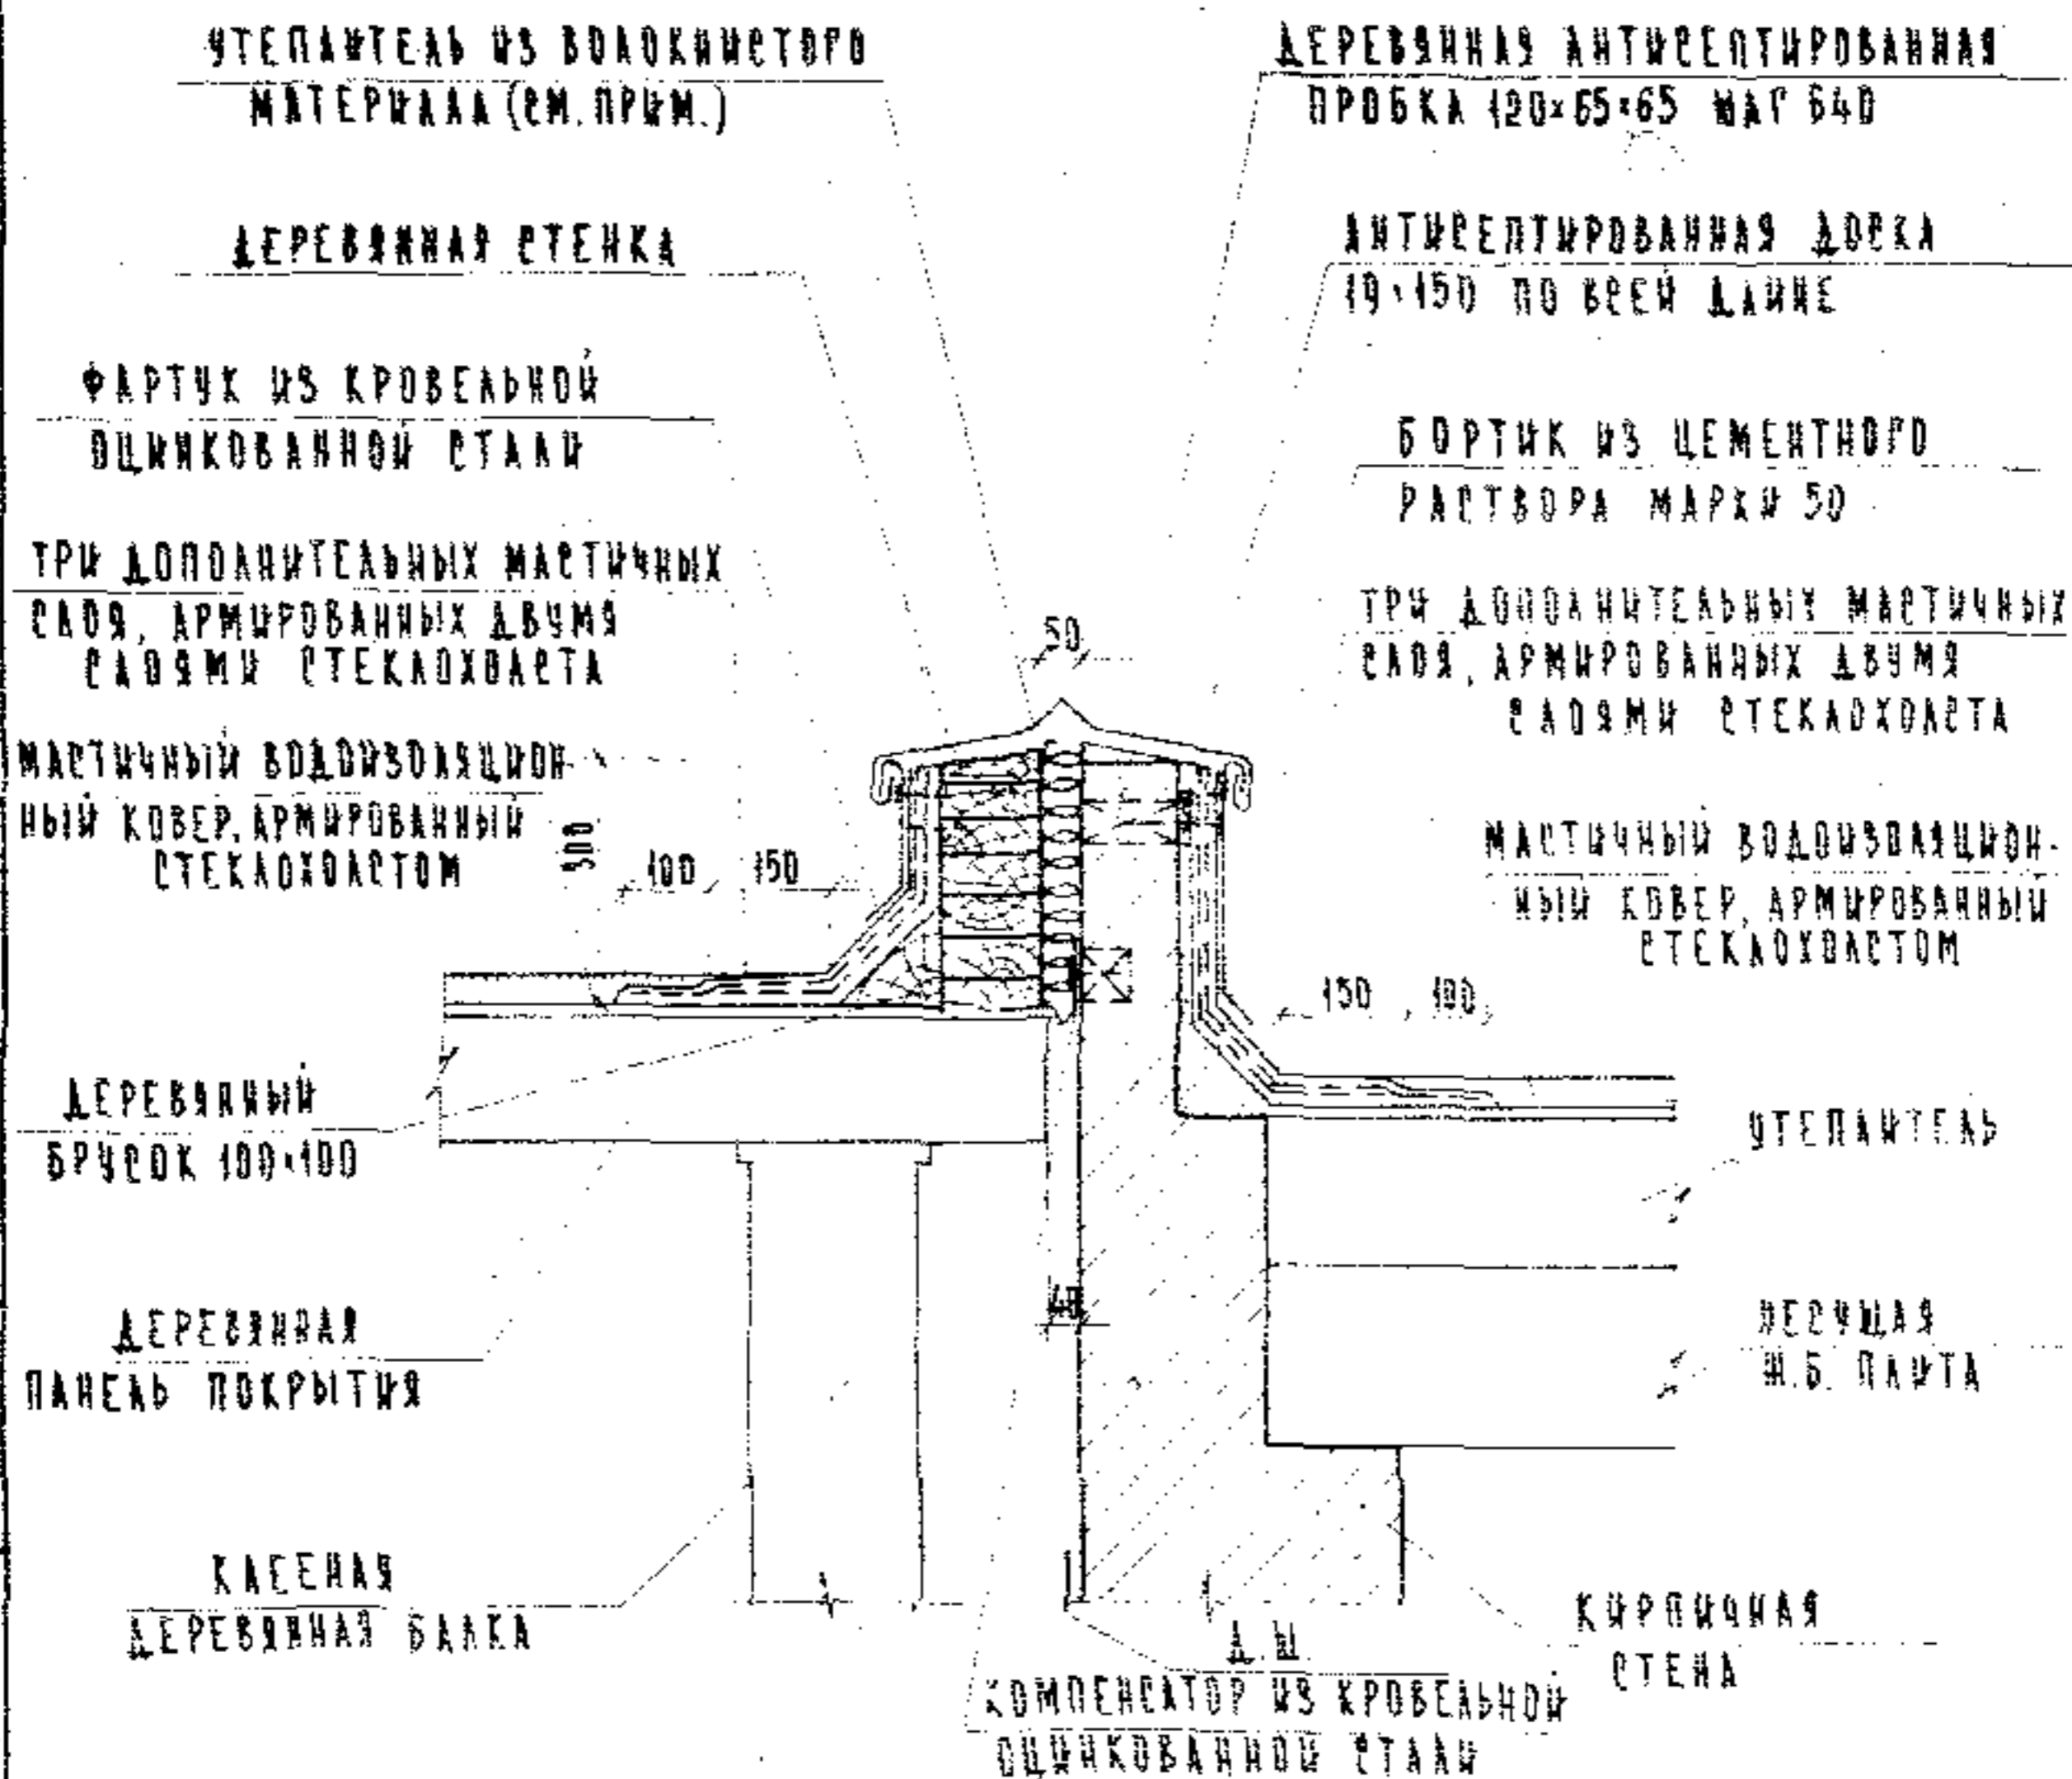 УТЕПЛИТЕЛЬ ИЗ ВОЛОКНИСТОГО
МАТЕРИАЛА (СМ. ПРИМ.)
ДЕРЕВЯННАЯ СТЕНКА
ФАРТУК ИЗ КРОВЕЛЬНОЙ
ОЦИНКОВАННОЙ СТАЛИ
ТРИ ДОПОЛНИТЕЛЬНЫХ МАСТИЧНЫХ
СЛОЯ, АРМИРОВАННЫХ ДВУМЯ
СЛОЯМИ СТЕКЛОХОЛСТА
МАСТИЧНЫЙ ВОДОИЗОЛЯЦИОН
НЫЙ КОВЕР, АРМИРОВАННЫЙ
СТЕКЛОХОЛСТОМ
300
100
150
50
ДЕРЕВЯННЫЙ
БРУСОК 100×100
ДЕРЕВЯННАЯ
ПАНЕЛЬ ПОКРЫТИЯ
КЛЕЕНАЯ
ДЕРЕВЯННАЯ БАЛКА
ДЕРЕВЯННАЯ АНТИСЕПТИРОВАННАЯ
ПРОБКА 120×65×65 ШАГ 640
АНТИСЕПТИРОВАННАЯ ДОСКА
19×150 ПО ВСЕЙ ДЛИНЕ
БОРТИК ИЗ ЦЕМЕНТНОГО
РАСТВОРА МАРКИ 50
ТРИ ДОПОЛНИТЕЛЬНЫХ МАСТИЧНЫХ
СЛОЯ, АРМИРОВАННЫХ ДВУМЯ
СЛОЯМИ СТЕКЛОХОЛСТА
МАСТИЧНЫЙ ВОДОИЗОЛЯЦИОН-
НЫЙ КОВЕР, АРМИРОВАННЫЙ
СТЕКЛОХОЛСТОМ
150
100
УТЕПЛИТЕЛЬ
НЕСУЩАЯ
Ж.Б. ПЛИТА
40
КИРПИЧНАЯ
СТЕНА
Д.Ш.
КОМПЕНСАТОР ИЗ КРОВЕЛЬНОЙ
ОЦИНКОВАННОЙ СТАЛИ